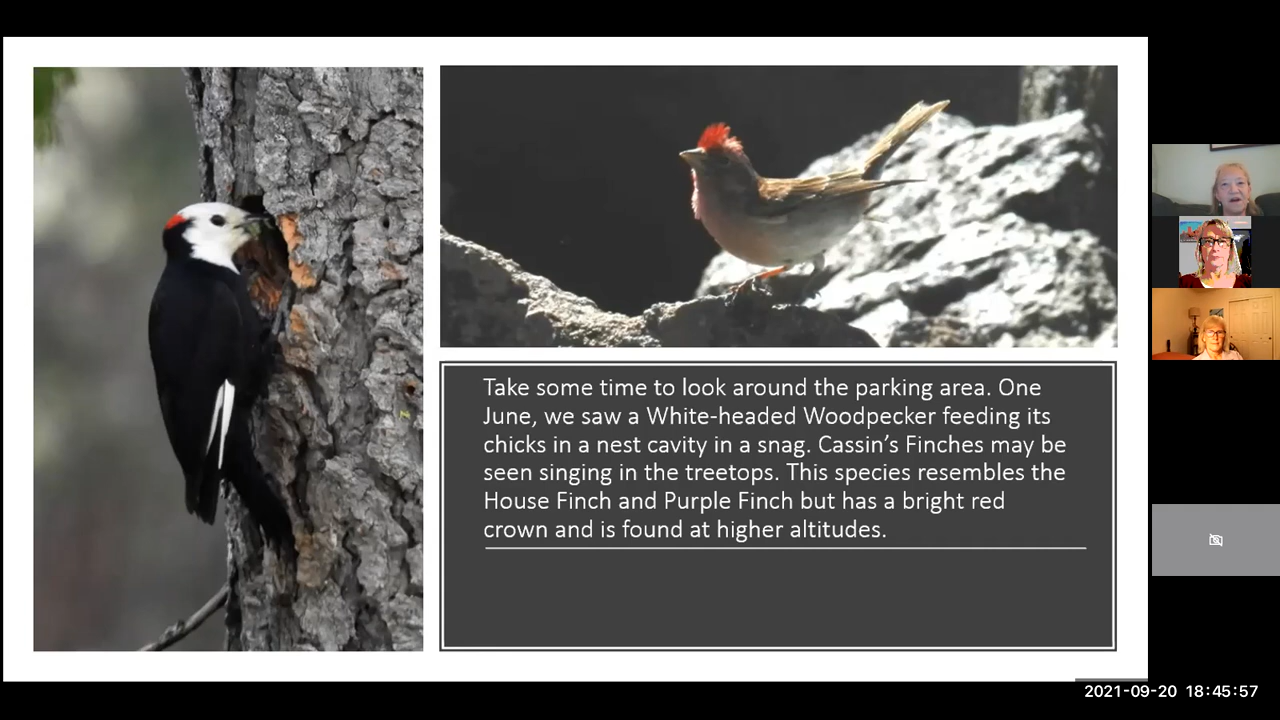 Take some time to look around the parking area. One
June, we saw a White-headed Woodpecker feeding its
chicks in a nest cavity in a snag. Cassin’s Finches may be
seen singing in the treetops. This species resembles the
House Finch and Purple Finch but has a bright red
crown and is found at higher altitudes.
2021-09-20 18:45:57